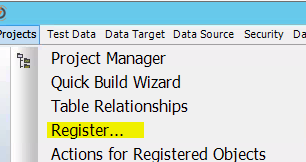 Projects Test Data Data Target Data Source Security Da
Project Manager
Quick Build Wizard
Table Relationships
Register...
Actions for Registered Objects